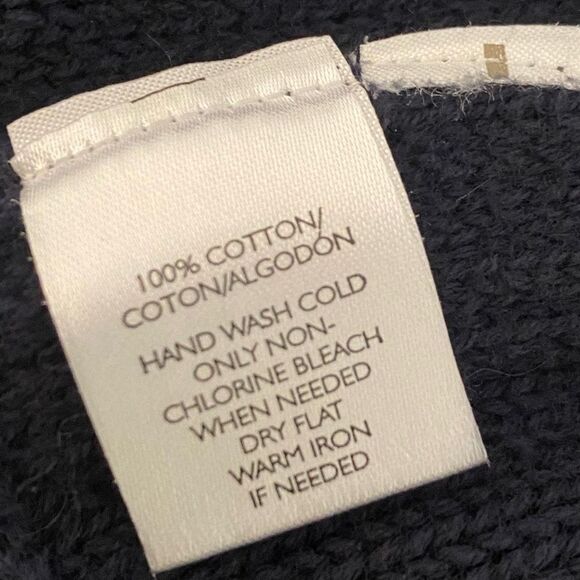 100% COTTON/
COTON/ALGODÓN
HAND WASH COLD
ONLY NON-
CHLORINE BLEACH
WHEN NEEDED
DRY FLAT
WARM IRON
IF NEEDED